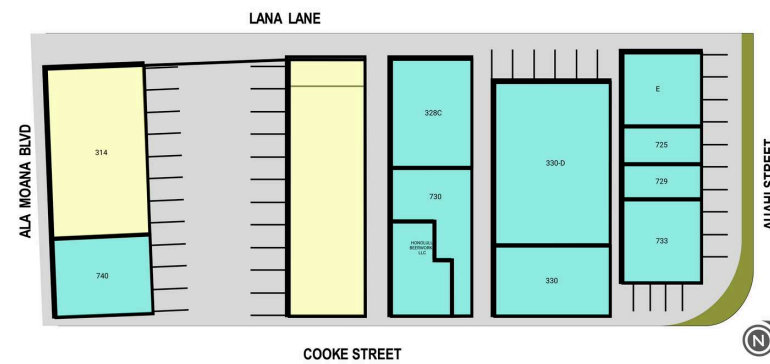 LANA LANE
ALA MOANA BLVD
314
740
328C
730
HONOLULU
BEERWORKS
LLC
330-D
330
E
725
729
733
AUAHI STREET
COOKE STREET
N